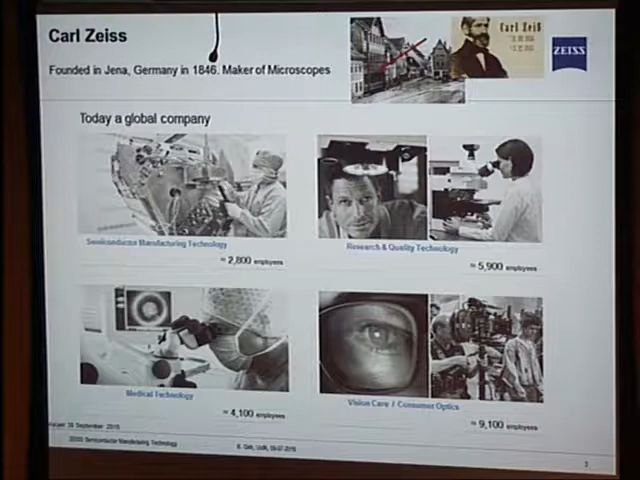 Carl Zeiss
Carl Zeiß
ZEISS
Founded in Jena, Germany in 1846. Maker of Microscopes
Today a global company
Semiconductor Manufacturing Technology
≈ 2,800 employees
Research & Quality Technology
≈ 5,900 employees
Medical Technology
≈ 4,100 employees
Vision Care / Consumer Optics
≈ 9,100 employees
30 September
ZEISS Semiconductor Manufacturing Technology
3